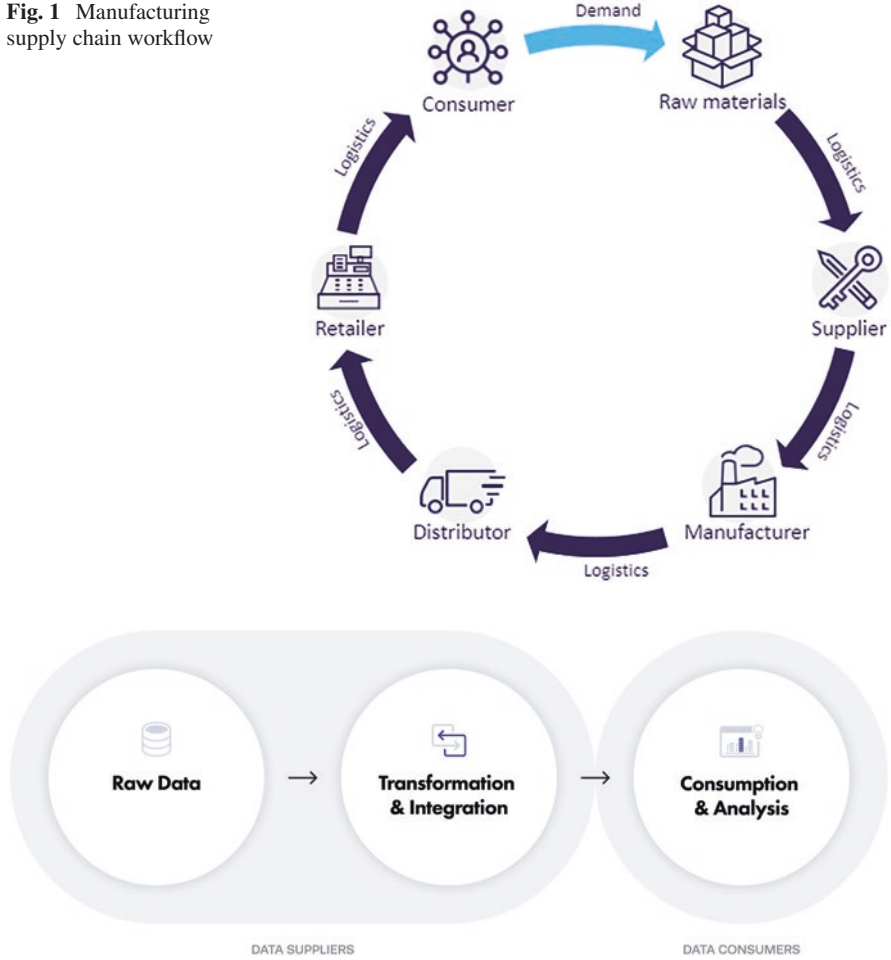 Fig. 1 Manufacturing
supply chain workflow
Demand
Consumer
Raw materials
Logistics
Logistics
Retailer
Supplier
Logistics
Logistics
Distributor
Manufacturer
Logistics
Raw Data
Transformation
& Integration
Consumption
& Analysis
DATA SUPPLIERS
DATA CONSUMERS